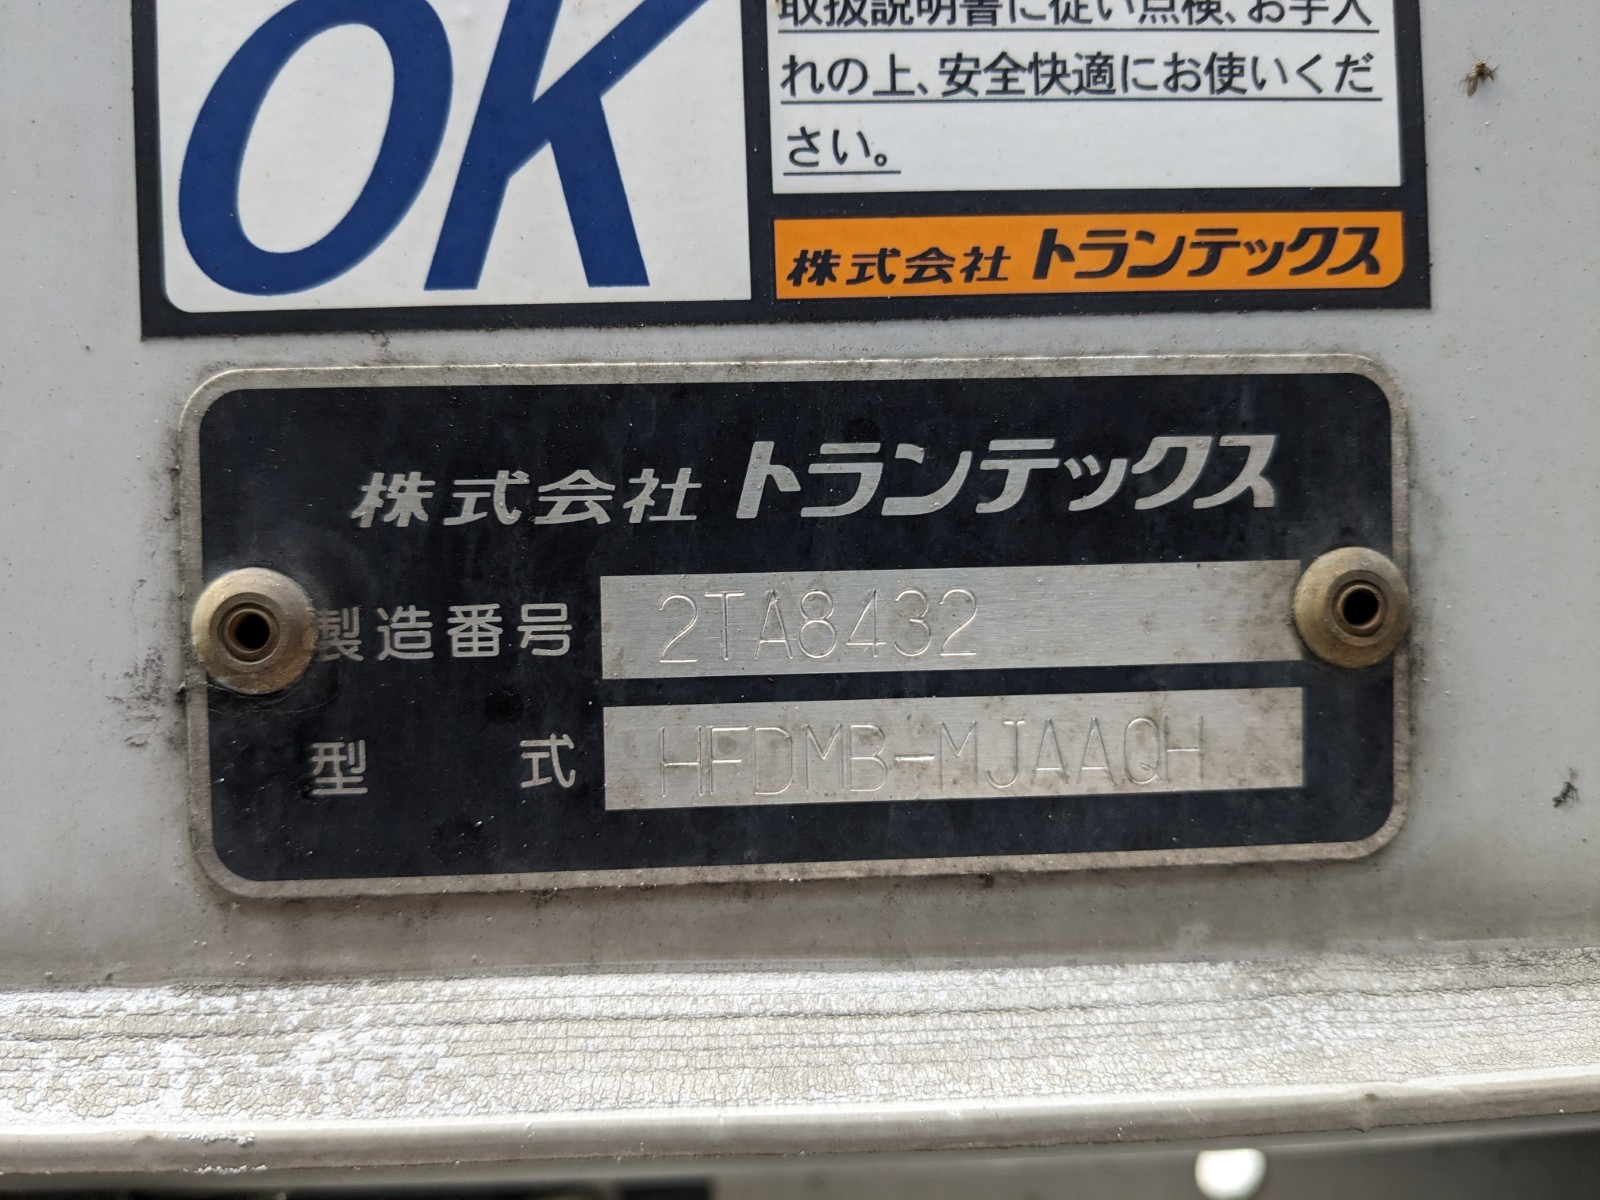 OK
取扱説明書に従い点検、お手入
れの上、安全快適にお使いくだ
さい。
株式会社 トランテックス
株式会社 トランテックス
製造番号 2TA8432
型式 HFDMB-MJAAQH